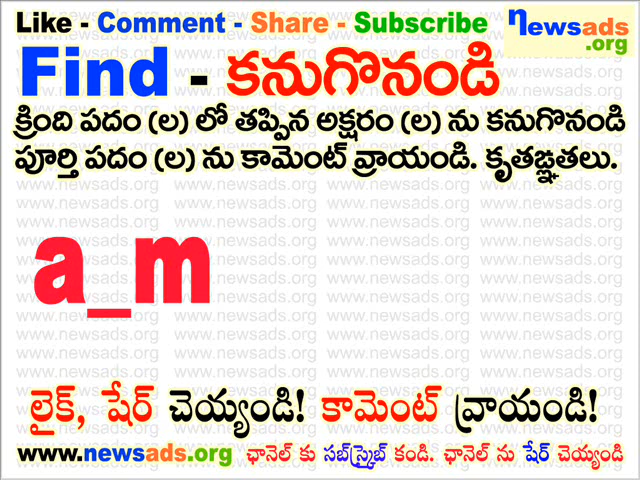 Like - Comment - Share - Subscribe
newsads
.org
Find - కనుగొనండి
క్రింది పదం (ల) లో తప్పిన అక్షరం (ల) ను కనుగొనండి
పూర్తి పదం (ల) ను కామెంట్ వ్రాయండి. కృతజ్ఞతలు.
a_m
లైక్, షేర్ చెయ్యండి! కామెంట్ వ్రాయండి!
www.newsads.org ఛానెల్ కు సబ్‌స్క్రైబ్ కండి. ఛానెల్ ను షేర్ చెయ్యండి